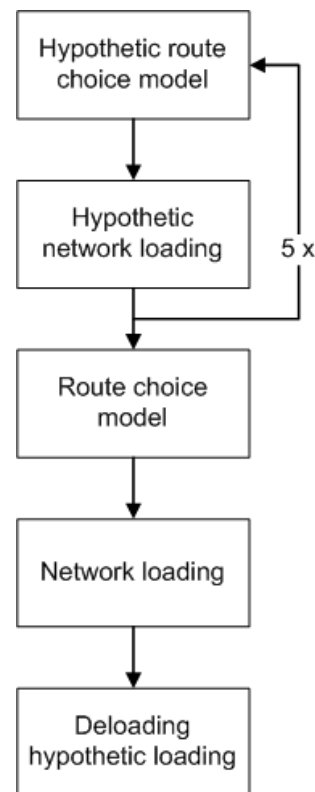 Hypothetic route
choice model
Hypothetic
network loading
5 x
Route choice
model
Network loading
Deloading
hypothetic loading